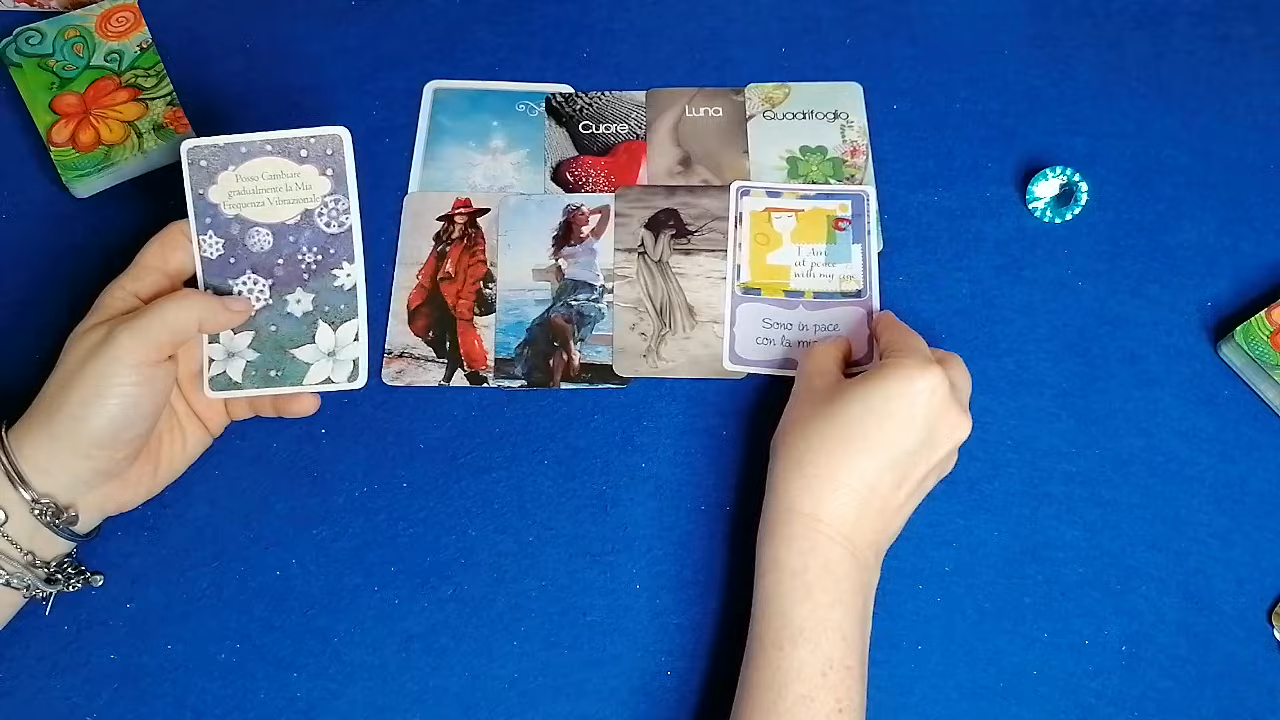 Posso Cambiare
gradualmente la Mia
Frequenza Vibrazionale
Cuore
Luna
Quadrifoglio
I Am
at peace
with my age
Sono in pace
con la